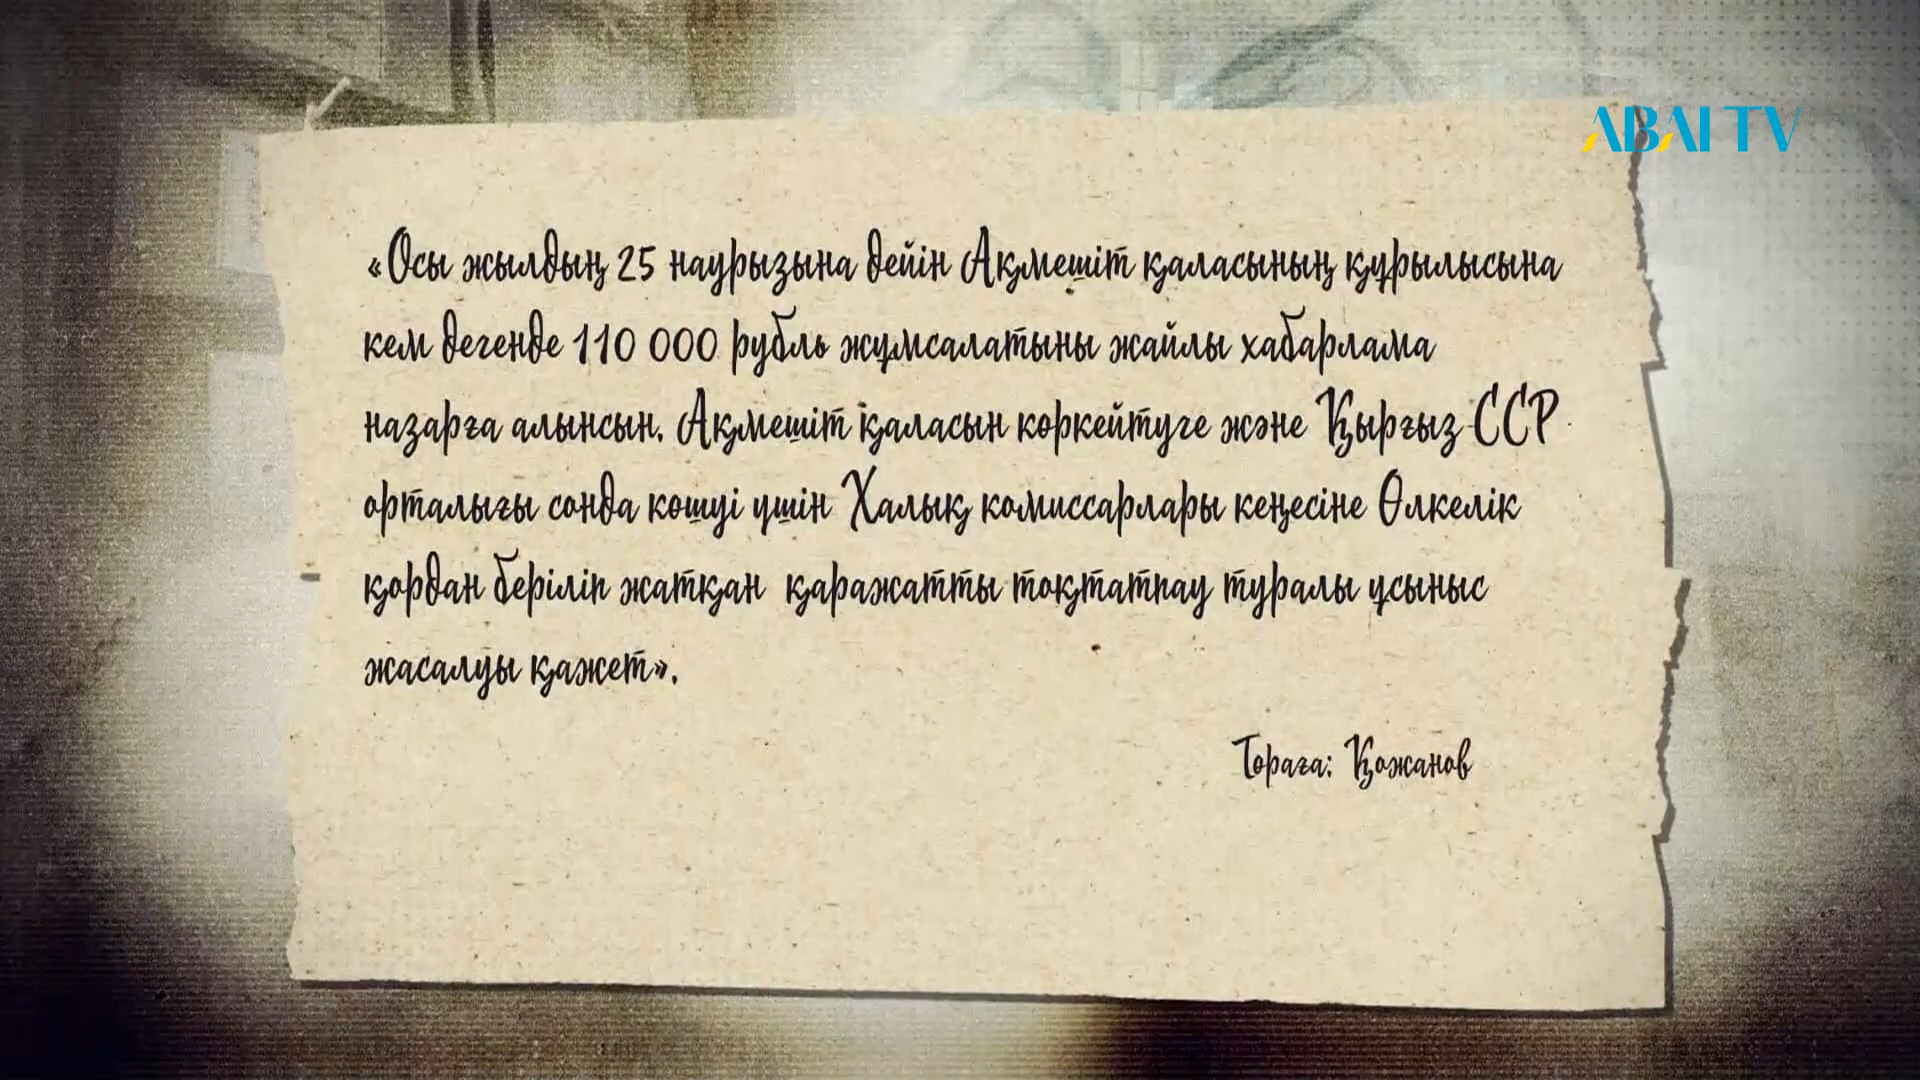 ABAI TV
«Осы жылдың 25 наурызына дейін Ақмешіт қаласының құрылысына
кем дегенде 110 000 рубль жұмсалатыны жайлы хабарлама
назарға алынсын. Ақмешіт қаласын көркейтуге және Қырғыз ССР
орталығы сонда көшуі үшін Халық комиссарлары кеңесіне Өлкелік
қордан беріліп жатқан қаражатты тоқтатпау туралы ұсыныс
жасалуы қажет».
Төраға: Қожанов